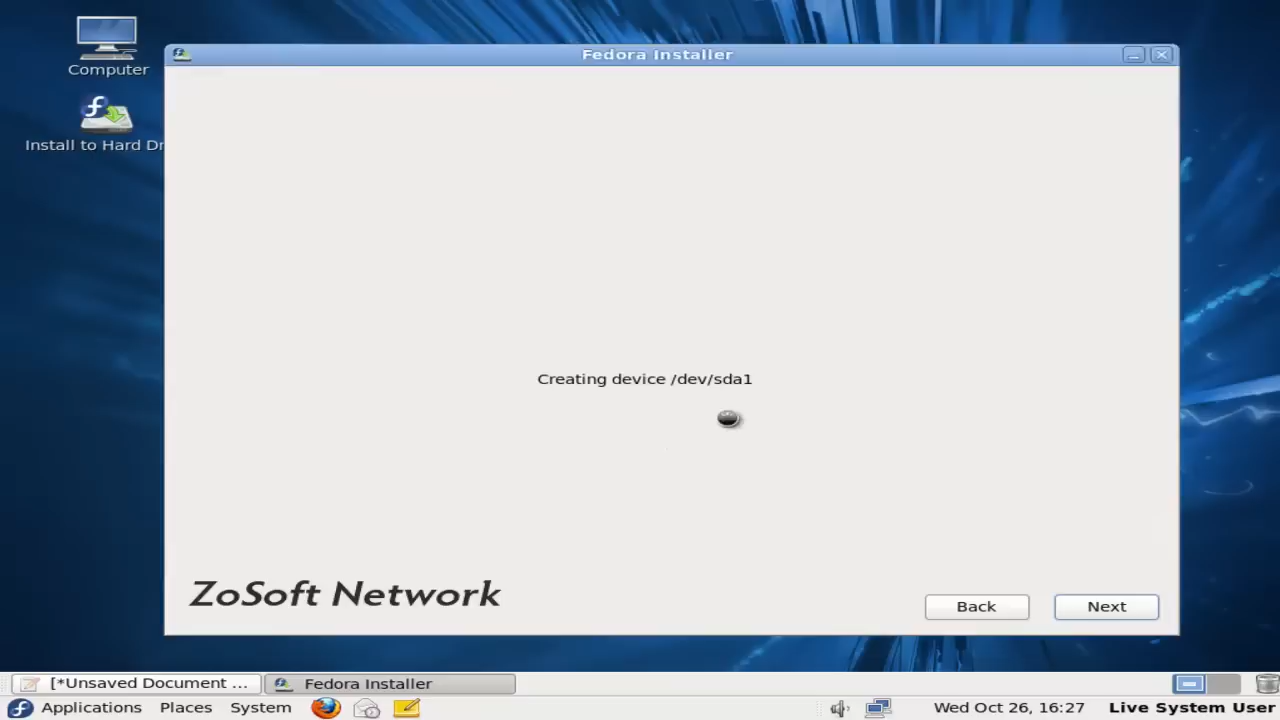 Computer
Install to Hard Dr
Fedora Installer
Creating device /dev/sda1
ZoSoft Network
Back
Next
[*Unsaved Document ...
Fedora Installer
Applications
Places
System
Wed Oct 26, 16:27
Live System User